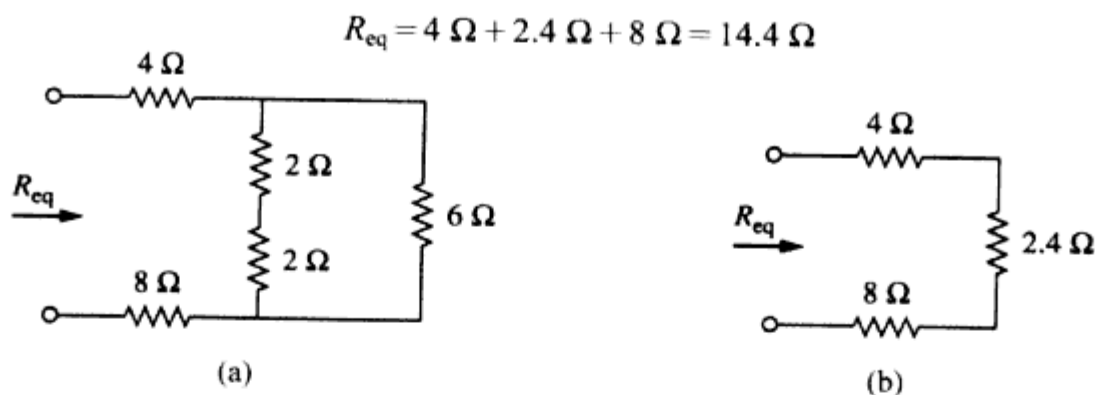 R_eq = 4 Ω + 2.4 Ω + 8 Ω = 14.4 Ω
4 Ω
2 Ω
R_eq
6 Ω
2 Ω
8 Ω
(a)
4 Ω
R_eq
2.4 Ω
8 Ω
(b)